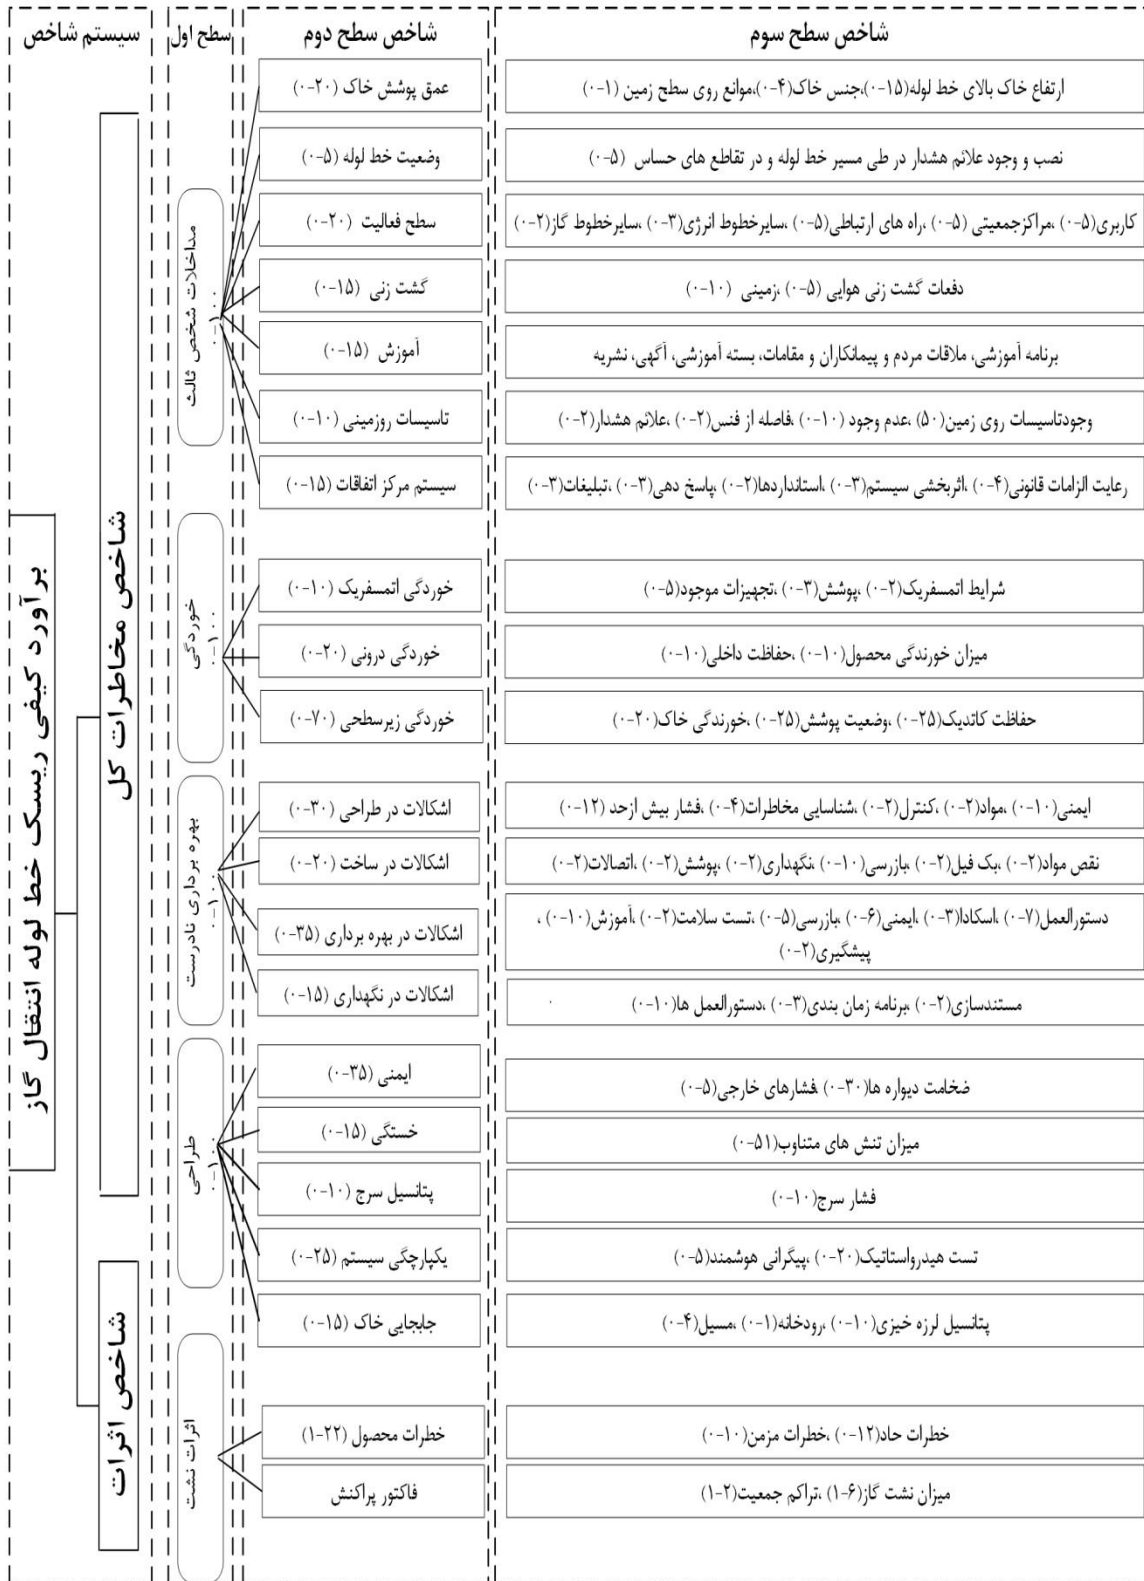 سیستم شاخص
سطح اول
شاخص سطح دوم
شاخص سطح سوم
برآورد کیفی ریسک خط لوله انتقال گاز
شاخص مخاطرات کل
مداخلات شخص ثالث
۰-۱۰۰
عمق پوشش خاک (۰-۲۰)
ارتفاع خاک بالای خط لوله(۰-۱۵)،جنس خاک(۰-۴)،موانع روی سطح زمین (۰-۱)
وضعیت خط لوله (۰-۵)
نصب و وجود علائم هشدار در طی مسیر خط لوله و در تقاطع های حساس (۰-۵)
سطح فعالیت (۰-۲۰)
کاربری(۰-۵) ،مراکزجمعیتی (۰-۵) ،راه های ارتباطی(۰-۵) ،سایرخطوط انرژی(۰-۳) ،سایرخطوط گاز(۰-۲)
گشت زنی (۰-۱۵)
دفعات گشت زنی هوایی (۰-۵) ،زمینی (۰-۱۰)
آموزش (۰-۱۵)
برنامه آموزشی، ملاقات مردم و پیمانکاران و مقامات، بسته آموزشی، آگهی، نشریه
تاسیسات روزمینی (۰-۱۰)
وجودتاسیسات روی زمین(۵۰) ،عدم وجود (۰-۱۰) ،فاصله از فنس(۰-۲) ،علائم هشدار(۰-۲)
سیستم مرکز اتفاقات (۰-۱۵)
رعایت الزامات قانونی(۰-۴) ،اثربخشی سیستم(۰-۳) ،استانداردها(۰-۲) ،پاسخ دهی(۰-۳) ،تبلیغات(۰-۳)
خوردگی
۰-۱۰۰
خوردگی اتمسفریک (۰-۱۰)
شرایط اتمسفریک(۰-۲) ،پوشش(۰-۳) ،تجهیزات موجود(۰-۵)
خوردگی درونی (۰-۲۰)
میزان خورندگی محصول(۰-۱۰) ،حفاظت داخلی(۰-۱۰)
خوردگی زیرسطحی (۰-۷۰)
حفاظت کاتدیک(۰-۲۵) ،وضعیت پوشش(۰-۲۵) ،خورندگی خاک(۰-۲۰)
بهره برداری نادرست
۰-۱۰۰
اشکالات در طراحی (۰-۳۰)
ایمنی(۰-۱۰) ،مواد(۰-۲) ،کنترل(۰-۲) ،شناسایی مخاطرات(۰-۴) ،فشار بیش ازحد (۰-۱۲)
اشکالات در ساخت (۰-۲۰)
نقص مواد(۰-۲) ،بک فیل(۰-۲) ،بازرسی(۰-۱۰) ،نگهداری(۰-۲) ،پوشش(۰-۲) ،اتصالات(۰-۲)
اشکالات در بهره برداری (۰-۳۵)
دستورالعمل(۰-۷) ،اسکادا(۰-۳) ،ایمنی(۰-۶) ،بازرسی(۰-۵) ،تست سلامت(۰-۲) ،آموزش(۰-۱۰) ،
پیشگیری(۰-۲)
اشکالات در نگهداری (۰-۱۵)
مستندسازی(۰-۲) ،برنامه زمان بندی(۰-۳) ،دستورالعمل ها(۰-۱۰)
طراحی
۰-۱۰۰
ایمنی (۰-۳۵)
ضخامت دیواره ها(۰-۳۰) ،فشارهای خارجی(۰-۵)
خستگی (۰-۱۵)
میزان تنش های متناوب(۰-۵۱)
پتانسیل سرج (۰-۱۰)
فشار سرج(۰-۱۰)
یکپارچگی سیستم (۰-۲۵)
تست هیدرواستاتیک(۰-۲۰) ،پیگرانی هوشمند(۰-۵)
جابجایی خاک (۰-۱۵)
پتانسیل لرزه خیزی(۰-۱۰) ،رودخانه(۰-۱) ،مسیل(۰-۴)
شاخص اثرات
اثرات نشت
خطرات محصول (۱-۲۲)
خطرات حاد(۰-۱۲) ،خطرات مزمن(۰-۱۰)
فاکتور پراکنش
میزان نشت گاز(۱-۶) ،تراکم جمعیت(۱-۲)